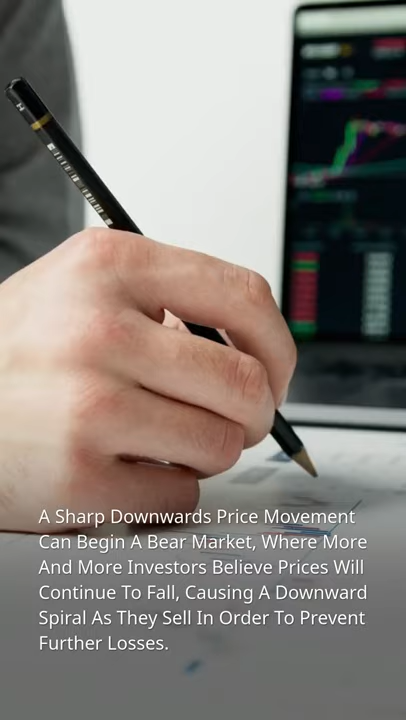 A Sharp Downwards Price Movement
Can Begin A Bear Market, Where More
And More Investors Believe Prices Will
Continue To Fall, Causing A Downward
Spiral As They Sell In Order To Prevent
Further Losses.